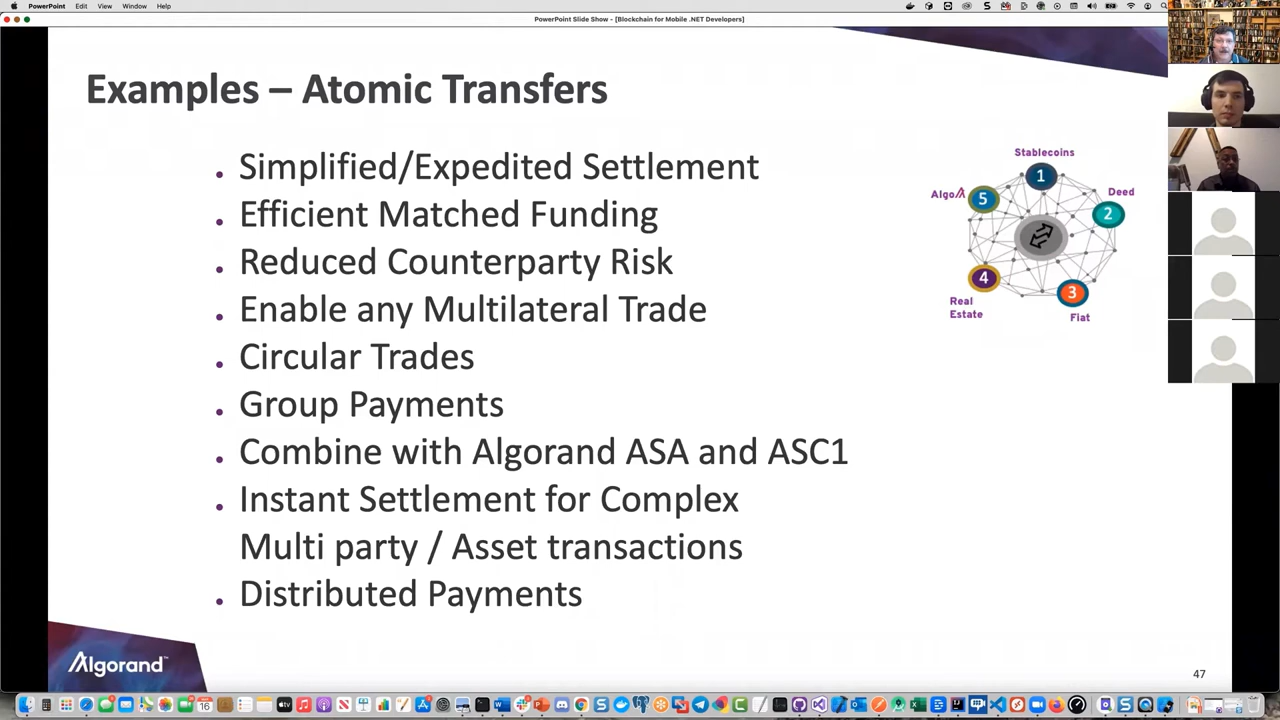 PowerPoint File Edit View Window Help
PowerPoint Slide Show - [Blockchain for Mobile .NET Developers]
Examples – Atomic Transfers
• Simplified/Expedited Settlement
• Efficient Matched Funding
• Reduced Counterparty Risk
• Enable any Multilateral Trade
• Circular Trades
• Group Payments
• Combine with Algorand ASA and ASC1
• Instant Settlement for Complex
Multi party / Asset transactions
• Distributed Payments
Stablecoins
1
Algo
5
Deed
2
4
3
Real
Estate
Fiat
Algorand
47
16